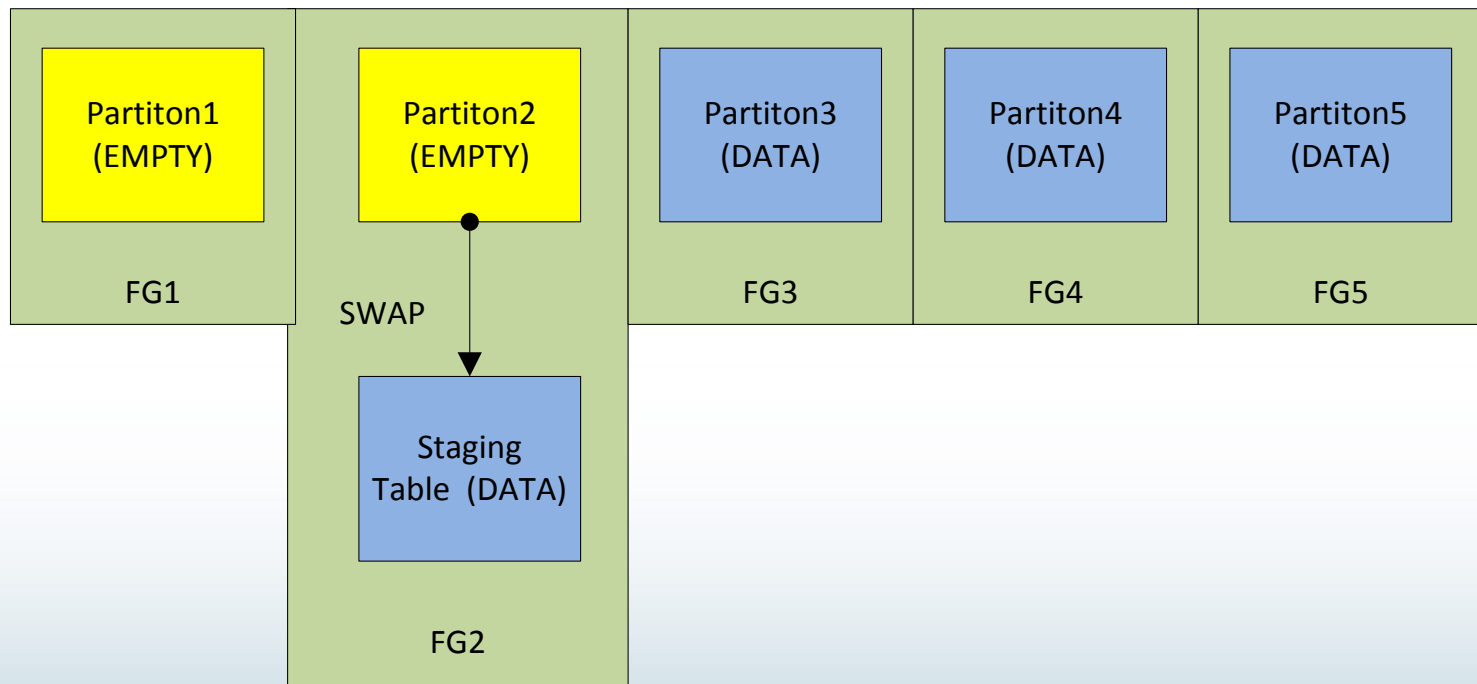 Partiton1
(EMPTY)
Partiton2
(EMPTY)
Partiton3
(DATA)
Partiton4
(DATA)
Partiton5
(DATA)
FG1
SWAP
FG3
FG4
FG5
Staging
Table (DATA)
FG2